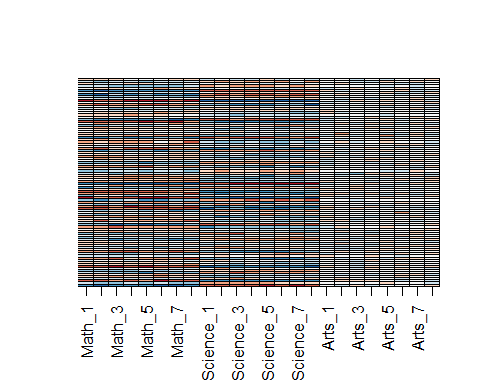 Math_1
Math_3
Math_5
Math_7
Science_1
Science_3
Science_5
Science_7
Arts_1
Arts_3
Arts_5
Arts_7